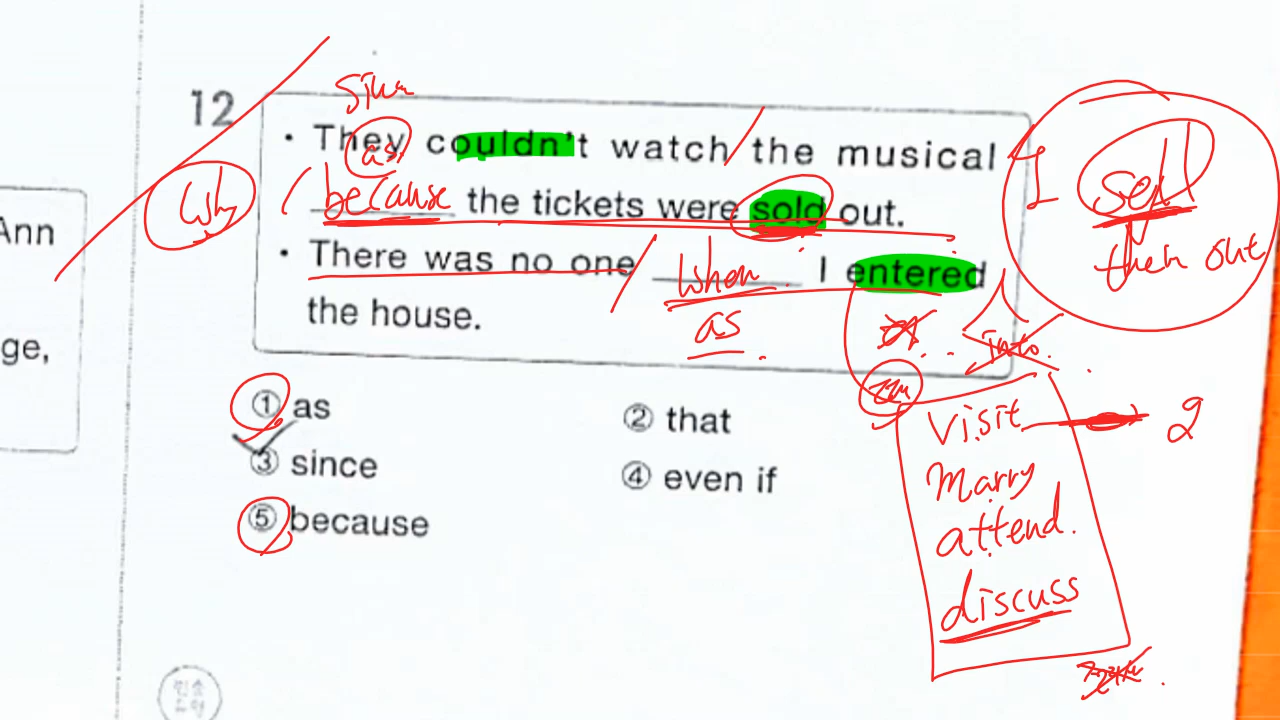 12
since
• They couldn't watch the musical
as
why
because the tickets were sold out.
• There was no one when I entered
the house.
as
into
I sell
them out
① as
② that
③ since
④ even if
⑤ because
Ann
ge,
visit 2
marry
attend.
discuss